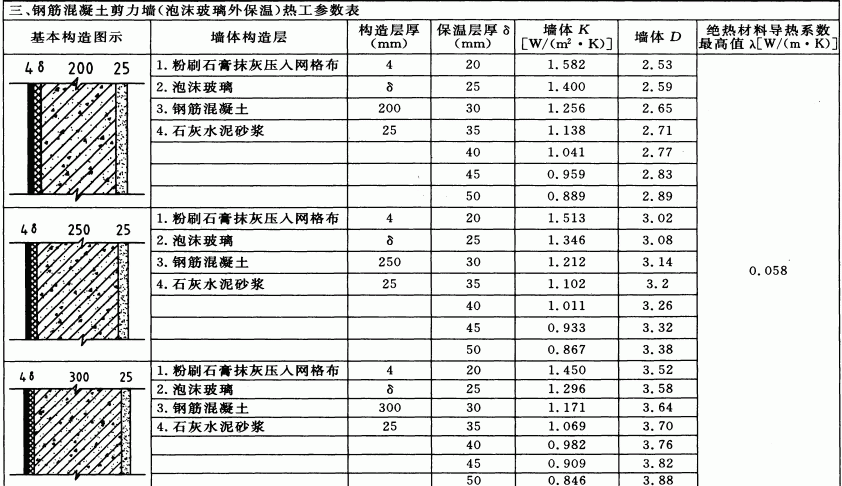 三、钢筋混凝土剪力墙(泡沫玻璃外保温)热工参数表
基本构造图示 墙体构造层 构造层厚(mm) 保温层厚 δ(mm) 墙体 K [W/(m²·K)] 墙体 D 绝热材料导热系数最高值 λ[W/(m·K)]
4 δ 200 25
1.粉刷石膏抹灰压入网格布 4 20 1.582 2.53
2.泡沫玻璃 δ 25 1.400 2.59
3.钢筋混凝土 200 30 1.256 2.65
4.石灰水泥砂浆 25 35 1.138 2.71
40 1.041 2.77
45 0.959 2.83
50 0.889 2.89
4 δ 250 25
1.粉刷石膏抹灰压入网格布 4 20 1.513 3.02
2.泡沫玻璃 δ 25 1.346 3.08
3.钢筋混凝土 250 30 1.212 3.14
0.058
4.石灰水泥砂浆 25 35 1.102 3.2
40 1.011 3.26
45 0.933 3.32
50 0.867 3.38
4 δ 300 25
1.粉刷石膏抹灰压入网格布 4 20 1.450 3.52
2.泡沫玻璃 δ 25 1.296 3.58
3.钢筋混凝土 300 30 1.171 3.64
4.石灰水泥砂浆 25 35 1.069 3.70
40 0.982 3.76
45 0.909 3.82
50 0.846 3.88